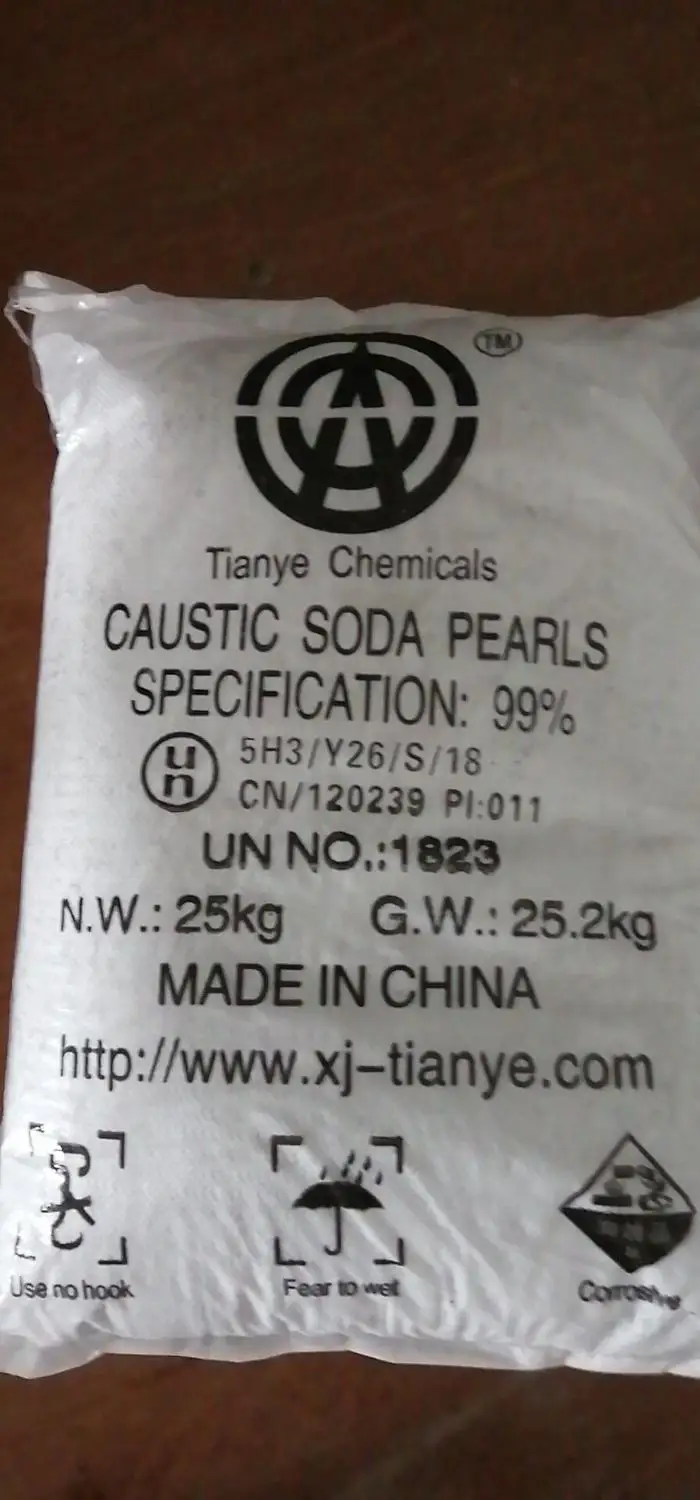 TM
Tianye Chemicals
CAUSTIC SODA PEARLS
SPECIFICATION: 99%
un 5H3/Y26/S/18
CN/120239 PI:011
UN NO.:1823
N.W.: 25kg G.W.: 25.2kg
MADE IN CHINA
http://www.xj-tianye.com
Use no hook Fear to wet Corrosive